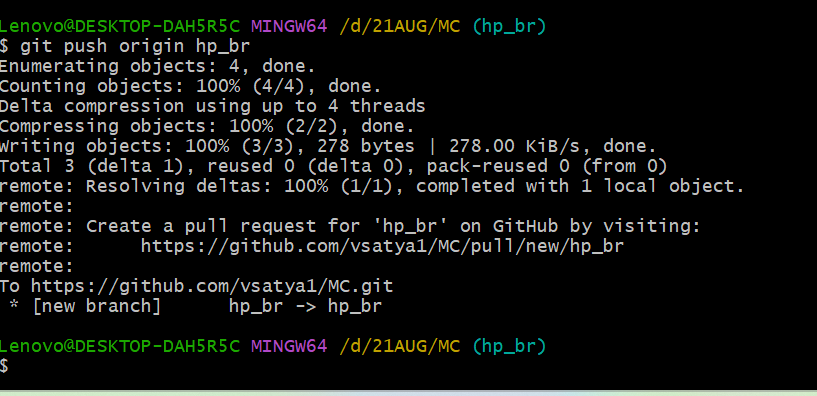 Lenovo@DESKTOP-DAH5R5C MINGW64 /d/21AUG/MC (hp_br)
$ git push origin hp_br
Enumerating objects: 4, done.
Counting objects: 100% (4/4), done.
Delta compression using up to 4 threads
Compressing objects: 100% (2/2), done.
Writing objects: 100% (3/3), 278 bytes | 278.00 KiB/s, done.
Total 3 (delta 1), reused 0 (delta 0), pack-reused 0 (from 0)
remote: Resolving deltas: 100% (1/1), completed with 1 local object.
remote:
remote: Create a pull request for 'hp_br' on GitHub by visiting:
remote:      https://github.com/vsatya1/MC/pull/new/hp_br
remote:
To https://github.com/vsatya1/MC.git
 * [new branch]      hp_br -> hp_br
Lenovo@DESKTOP-DAH5R5C MINGW64 /d/21AUG/MC (hp_br)
$